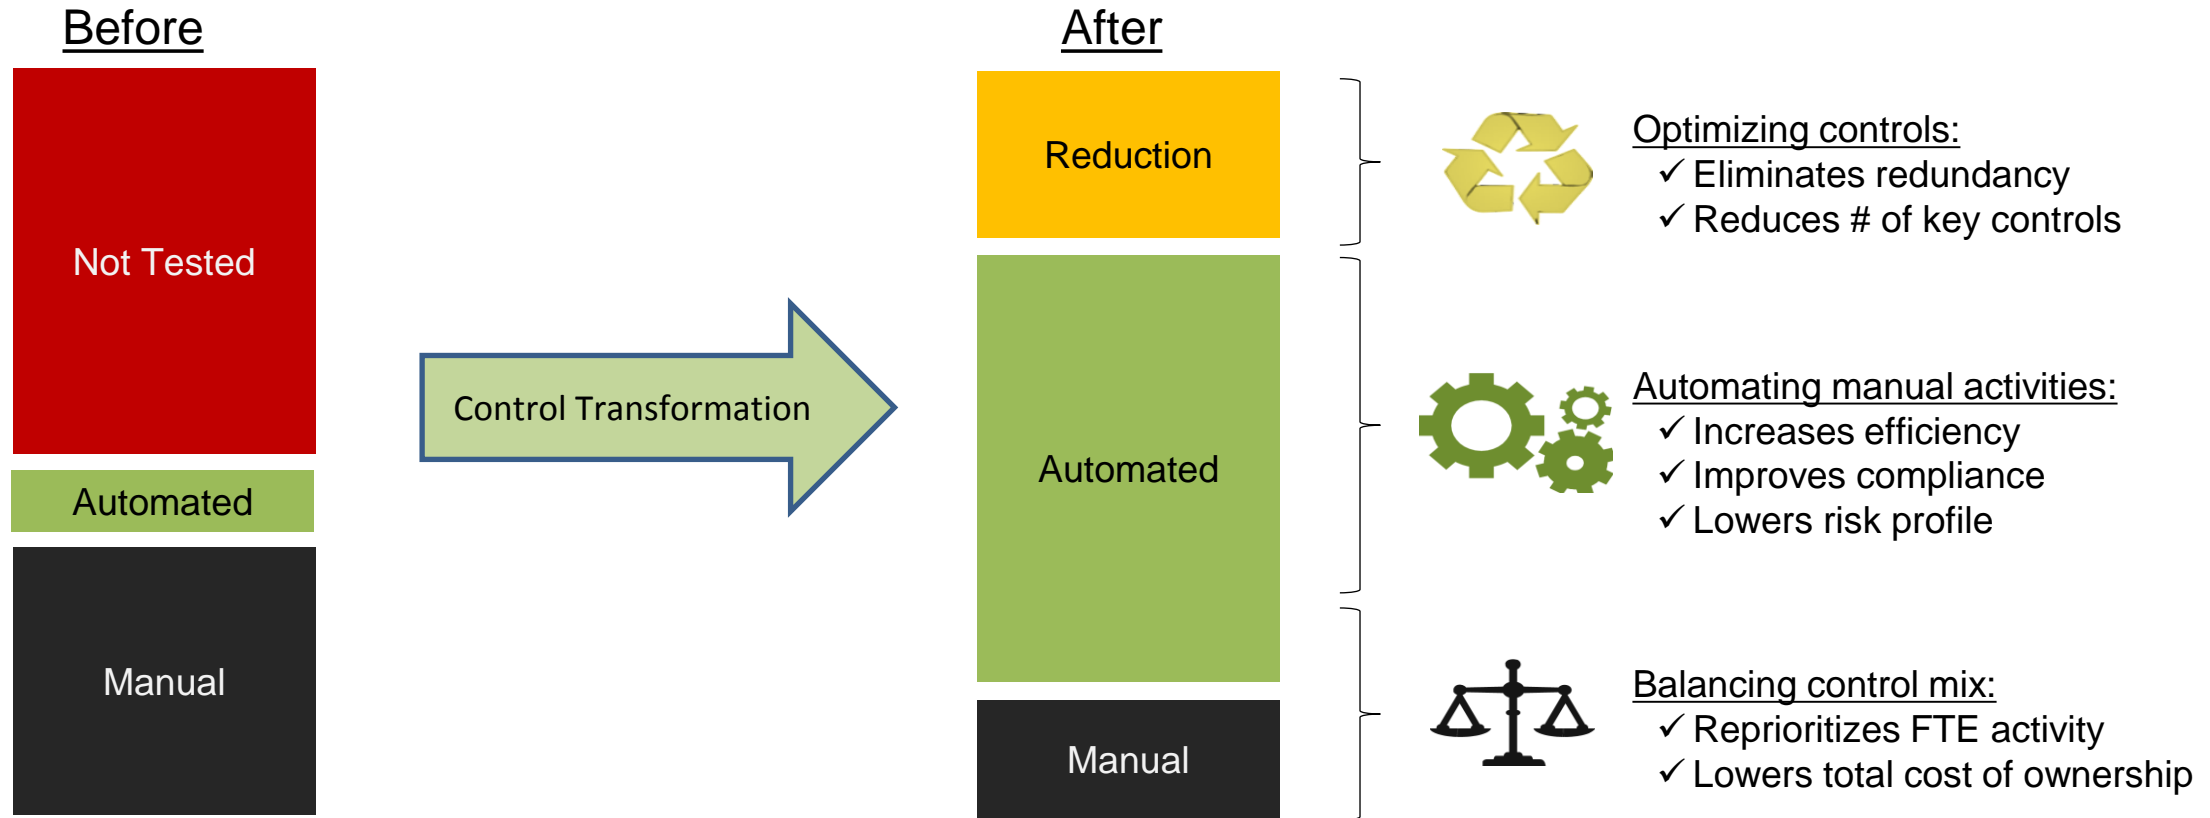 Before
Not Tested
Automated
Manual
Control Transformation
After
Reduction
Automated
Manual
Optimizing controls:
✓ Eliminates redundancy
✓ Reduces # of key controls
Automating manual activities:
✓ Increases efficiency
✓ Improves compliance
✓ Lowers risk profile
Balancing control mix:
✓ Reprioritizes FTE activity
✓ Lowers total cost of ownership